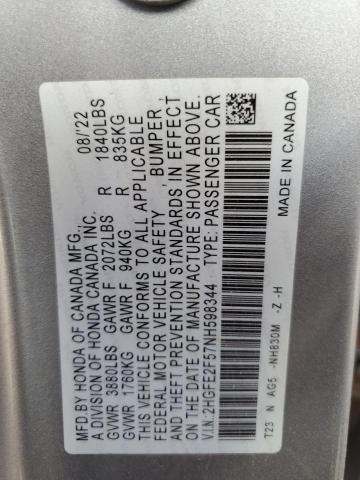 MFD BY HONDA OF CANADA MFG., 08/'22
A DIVISION OF HONDA CANADA INC.
GVWR 3880LBS GAWR F 2072LBS R 1840LBS
GVWR 1760KG GAWR F 940KG R 835KG
THIS VEHICLE CONFORMS TO ALL APPLICABLE
FEDERAL MOTOR VEHICLE SAFETY , BUMPER ,
AND THEFT PREVENTION STANDARDS IN EFFECT
ON THE DATE OF MANUFACTURE SHOWN ABOVE.
V.I.N.:2HGFE2F57NH598344 TYPE: PASSENGER CAR
T23 N AG5 -NH830M -Z -H
MADE IN CANADA